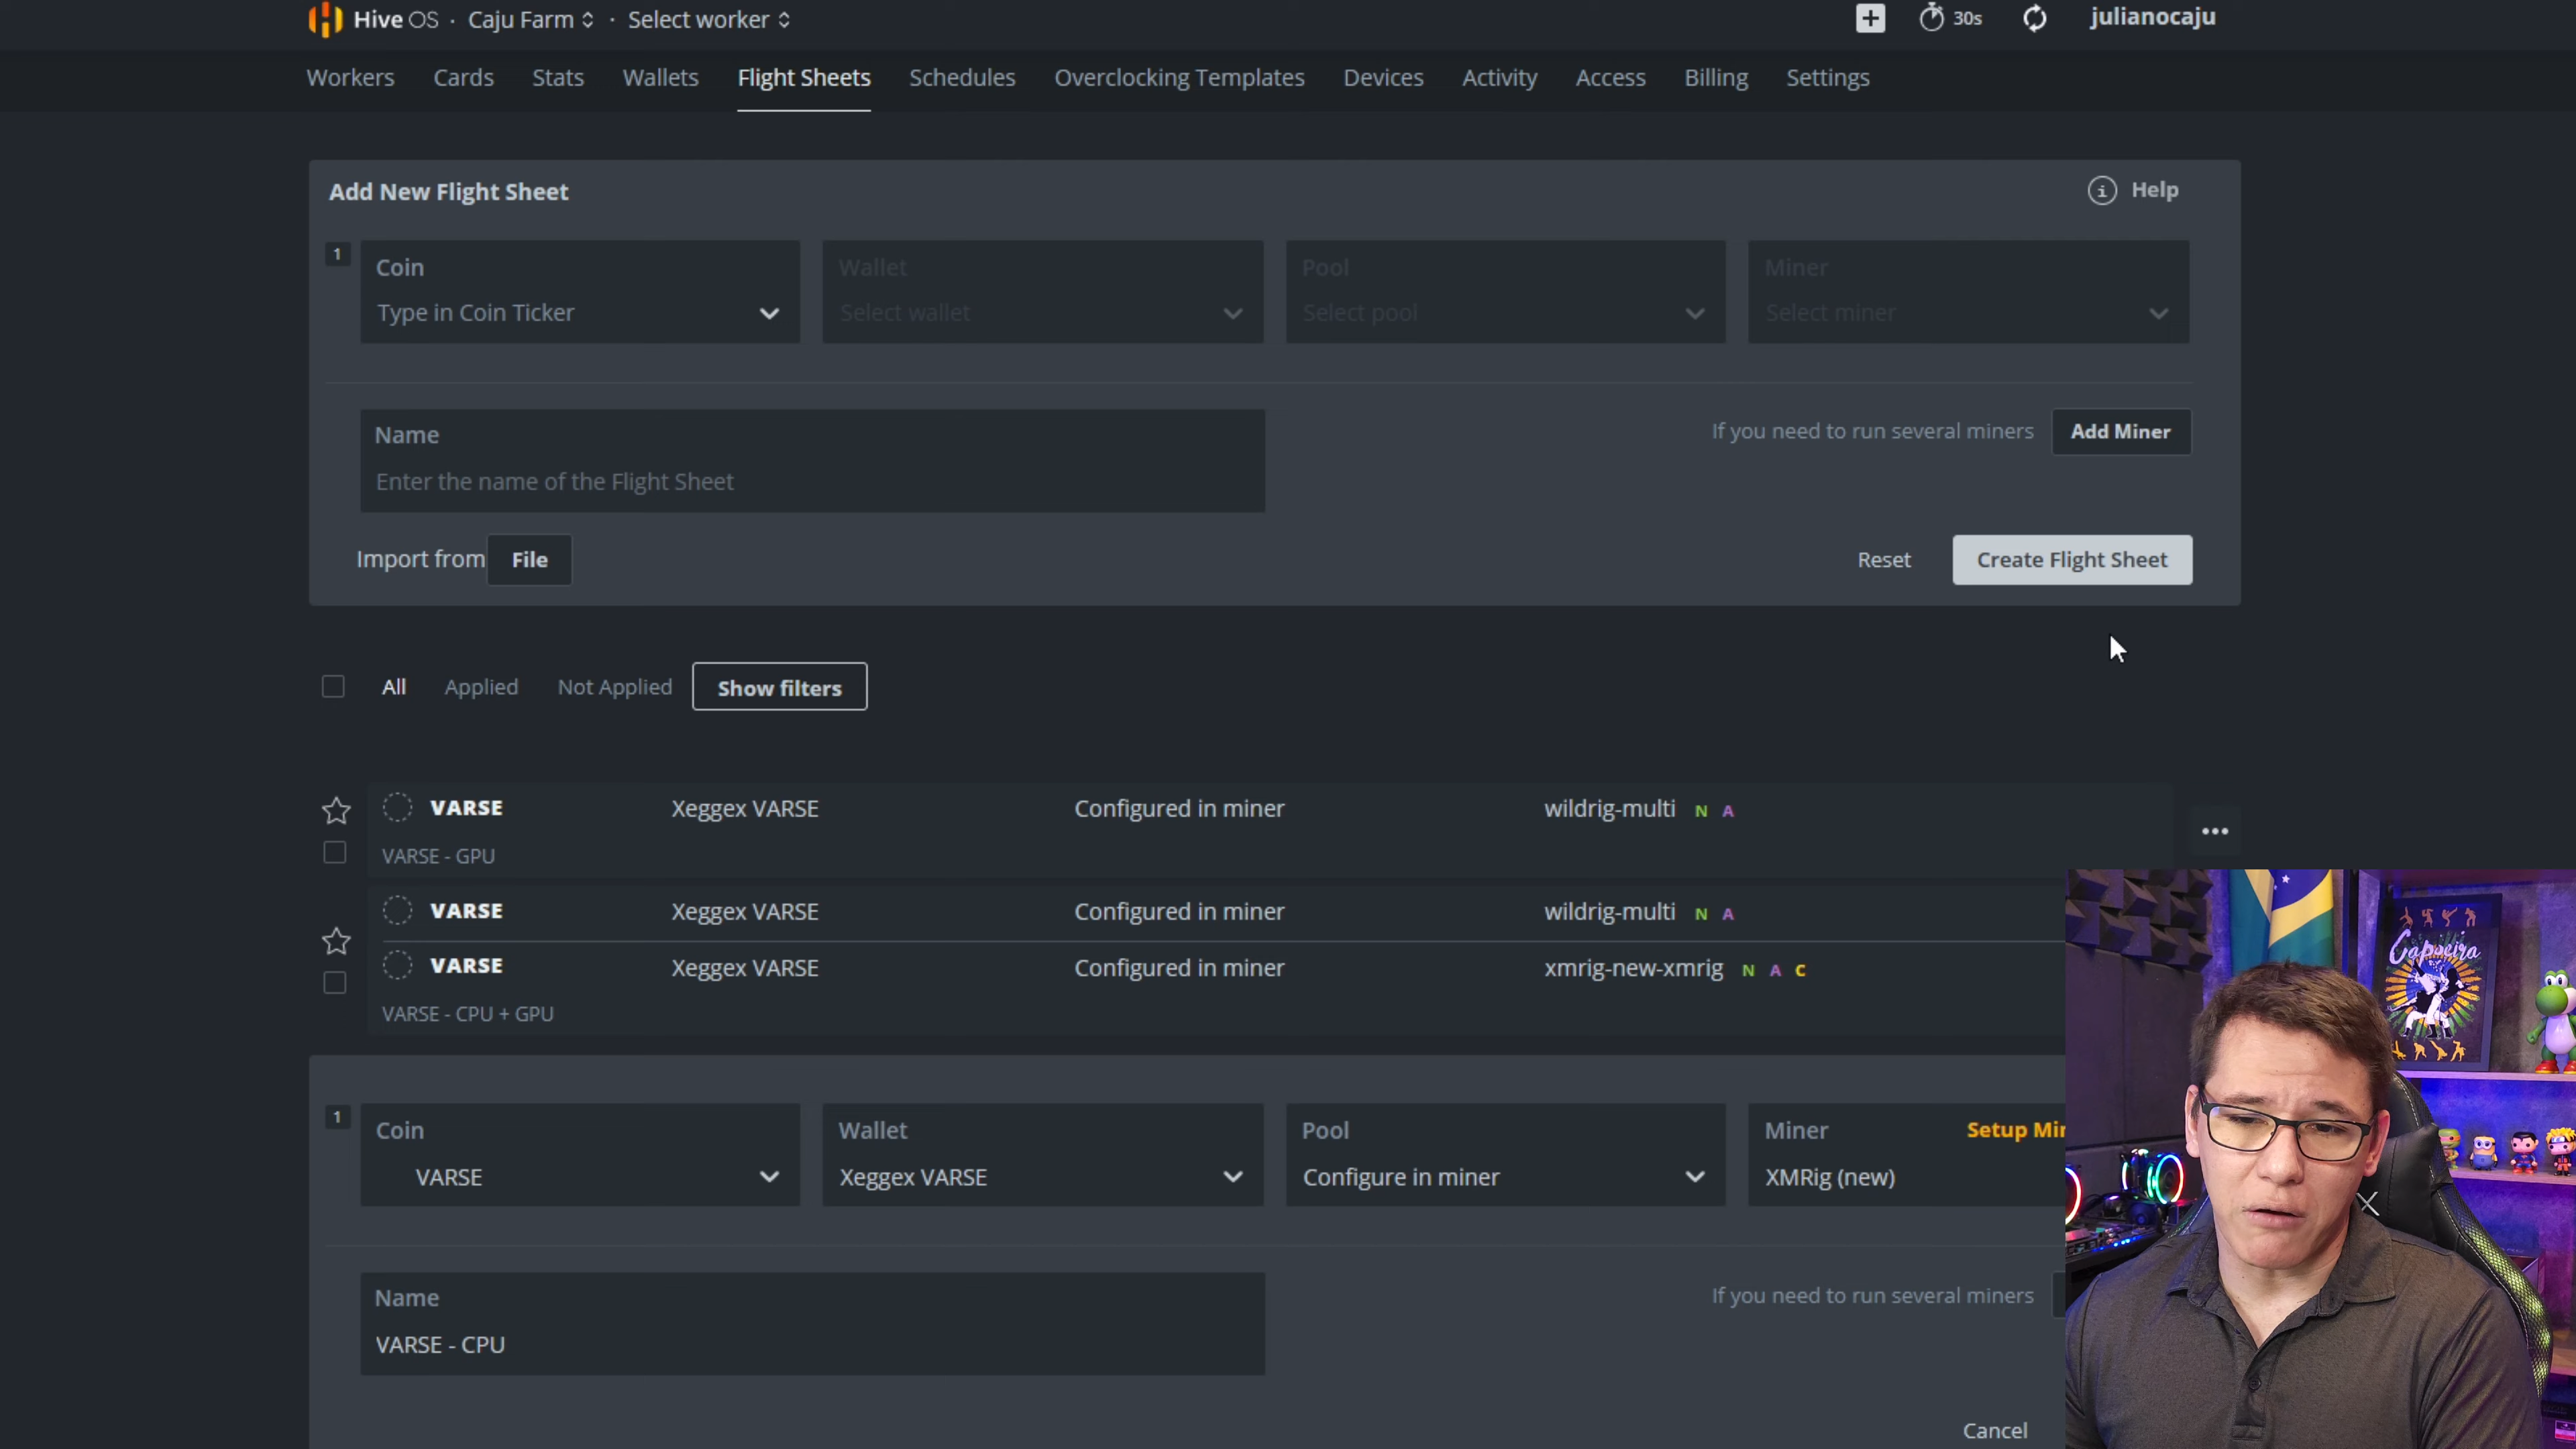 Hive OS · Caju Farm · Select worker 30s julianocaju
Workers Cards Stats Wallets Flight Sheets Schedules Overclocking Templates Devices Activity Access Billing Settings
Add New Flight Sheet Help
1 Coin Wallet Pool Miner
Type in Coin Ticker Select wallet Select pool Select miner
Name
If you need to run several miners Add Miner
Enter the name of the Flight Sheet
Import from File Reset Create Flight Sheet
All Applied Not Applied Show filters
VARSE Xeggex VARSE Configured in miner wildrig-multi N A
VARSE - GPU
VARSE Xeggex VARSE Configured in miner wildrig-multi N A
VARSE Xeggex VARSE Configured in miner xmrig-new-xmrig N A C
VARSE - CPU + GPU
Capoeira
1 Coin Wallet Pool Miner Setup
VARSE Xeggex VARSE Configure in miner XMRig (new)
Name
If you need to run several miners
VARSE - CPU
Cancel